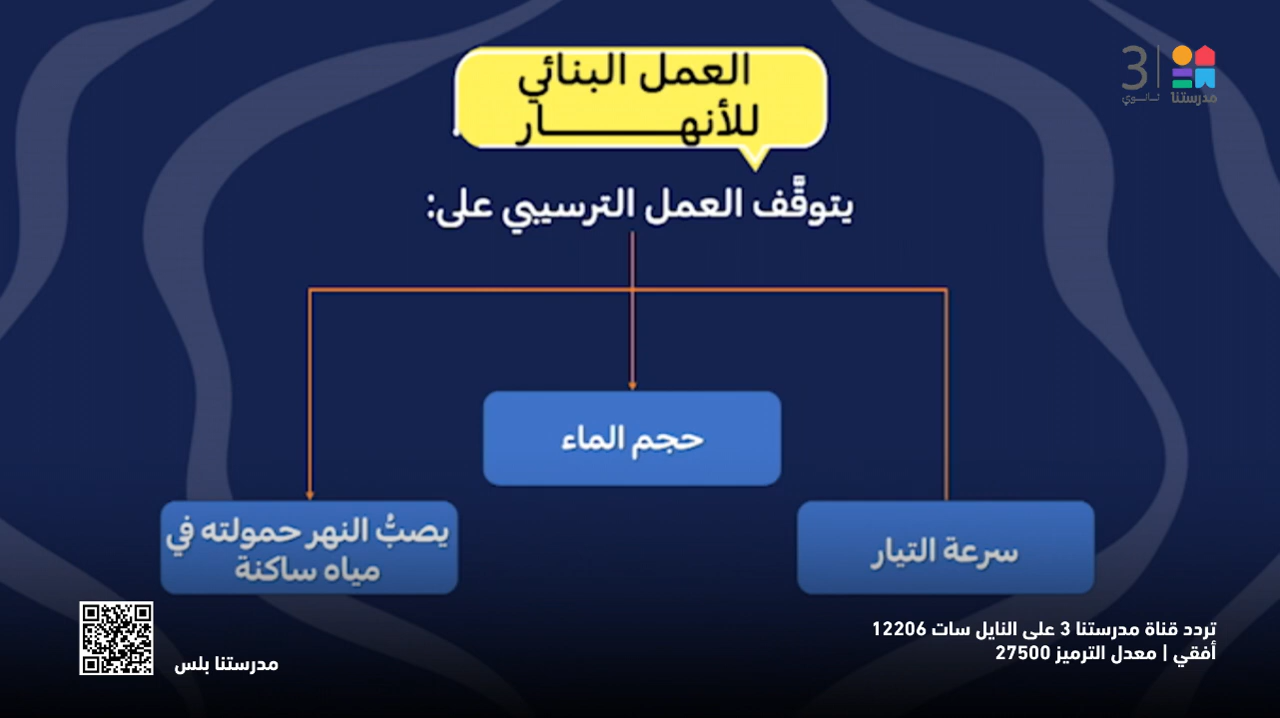 العمل البنائي
للأنهـــــــــار
3
ثانوي
مدرستنا
يتوقَّف العمل الترسيبي على:
حجم الماء
سرعة التيار
يصبُّ النهر حمولته في
مياه ساكنة
تردد قناة مدرستنا 3 على النايل سات 12206
أفقي | معدل الترميز 27500
مدرستنا بلس